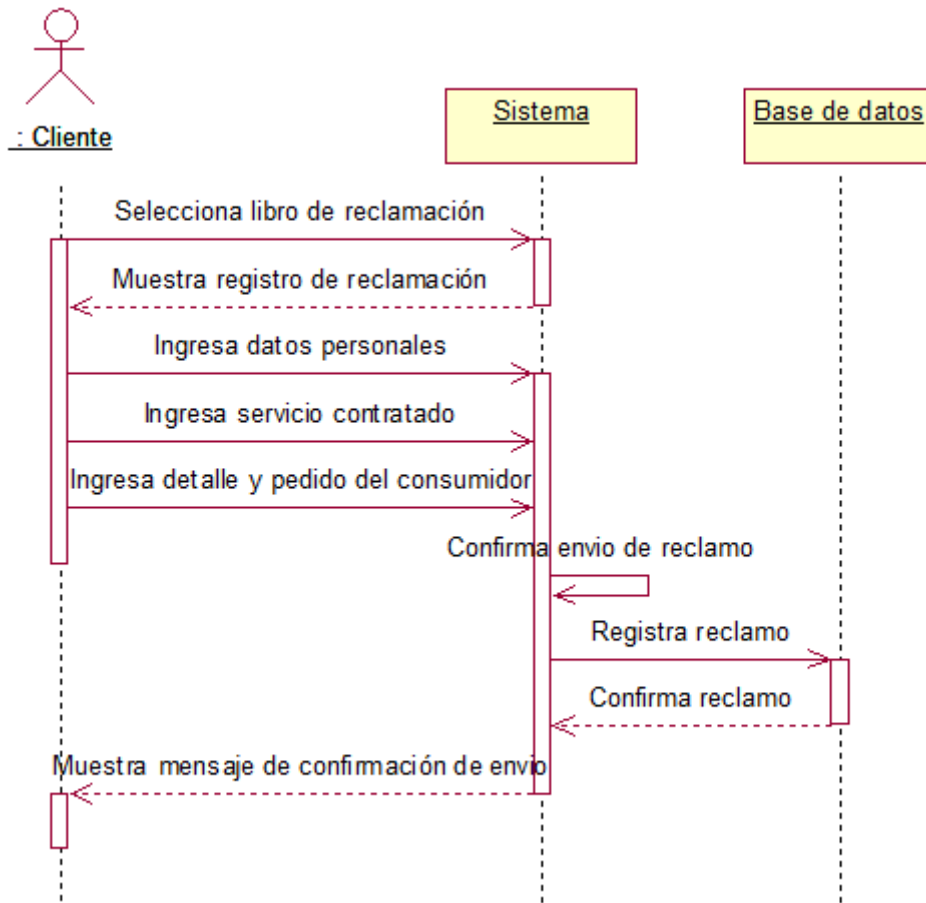 : Cliente
Sistema
Base de datos
Selecciona libro de reclamación
Muestra registro de reclamación
Ingresa datos personales
Ingresa servicio contratado
Ingresa detalle y pedido del consumidor
Confirma envio de reclamo
Registra reclamo
Confirma reclamo
Muestra mensaje de confirmación de envio